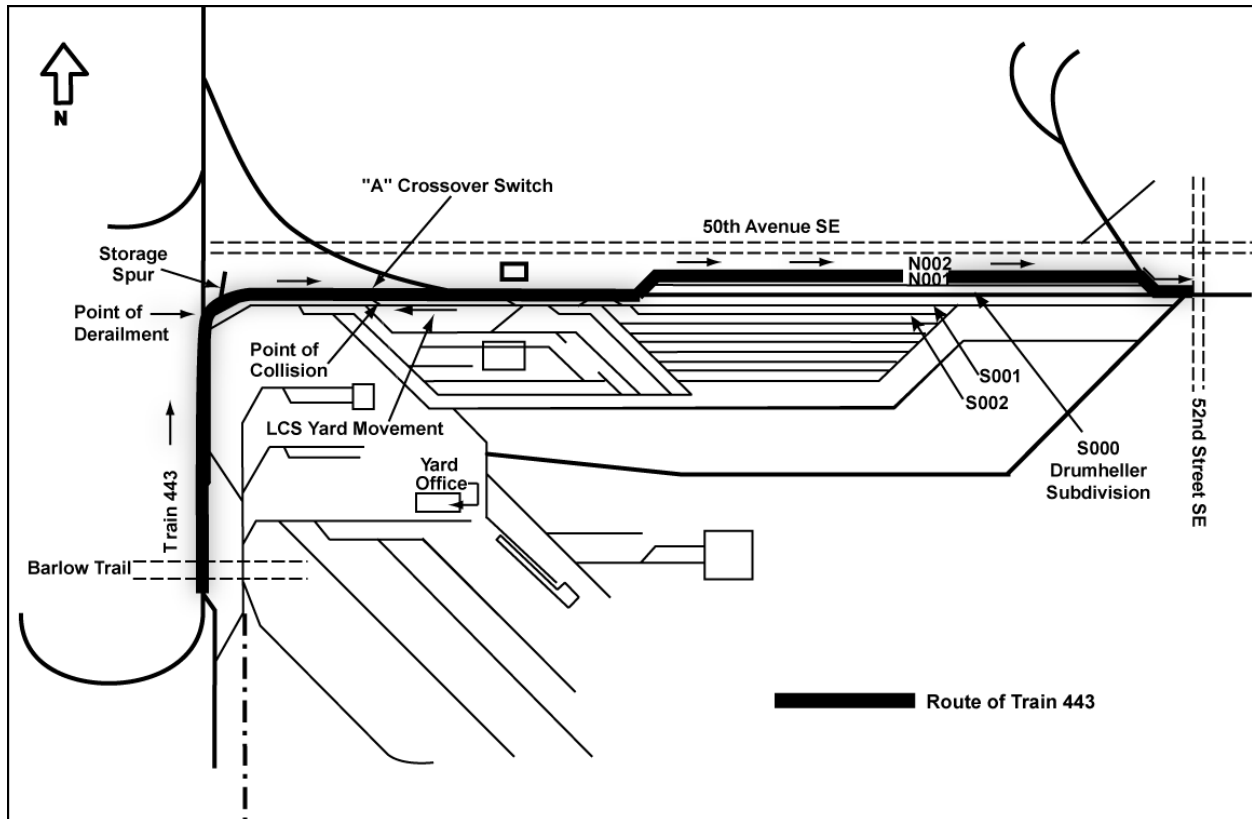 N
"A" Crossover Switch
50th Avenue SE
Storage
Spur
N002
N001
Point of
Derailment
Point of
Collision
S001
S002
LCS Yard Movement
S000
Drumheller
Subdivision
52nd Street SE
Yard
Office
Train 443
Barlow Trail
Route of Train 443